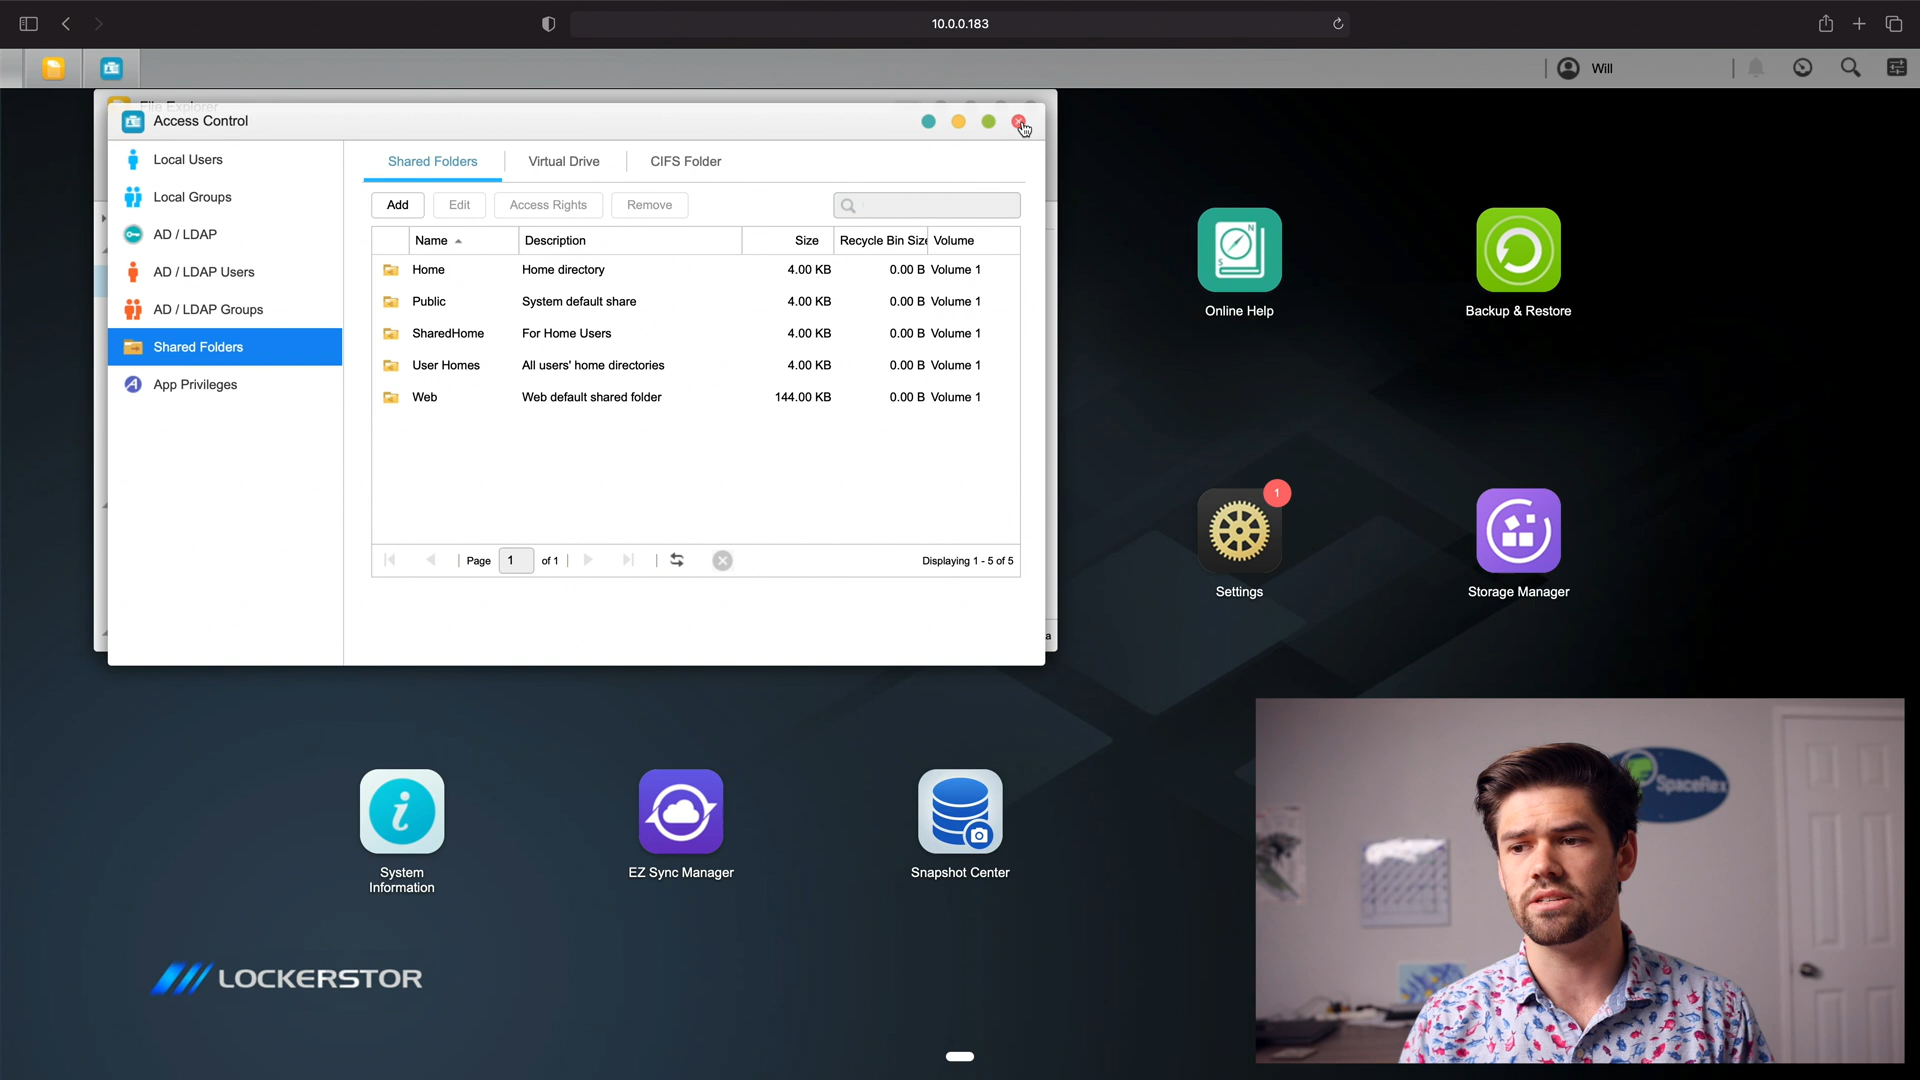 10.0.0.183
Will
File Explorer
Access Control
Local Users
Local Groups
AD / LDAP
AD / LDAP Users
AD / LDAP Groups
Shared Folders
App Privileges
Shared Folders
Virtual Drive
CIFS Folder
Add
Edit
Access Rights
Remove
Name
Description
Size
Recycle Bin Size
Volume
Home
Home directory
4.00 KB
0.00 B
Volume 1
Public
System default share
4.00 KB
0.00 B
Volume 1
SharedHome
For Home Users
4.00 KB
0.00 B
Volume 1
User Homes
All users' home directories
4.00 KB
0.00 B
Volume 1
Web
Web default shared folder
144.00 KB
0.00 B
Volume 1
Page 1 of 1
Displaying 1 - 5 of 5
Online Help
Backup & Restore
1
Settings
Storage Manager
System
Information
EZ Sync Manager
Snapshot Center
LOCKERSTOR
SpaceRex